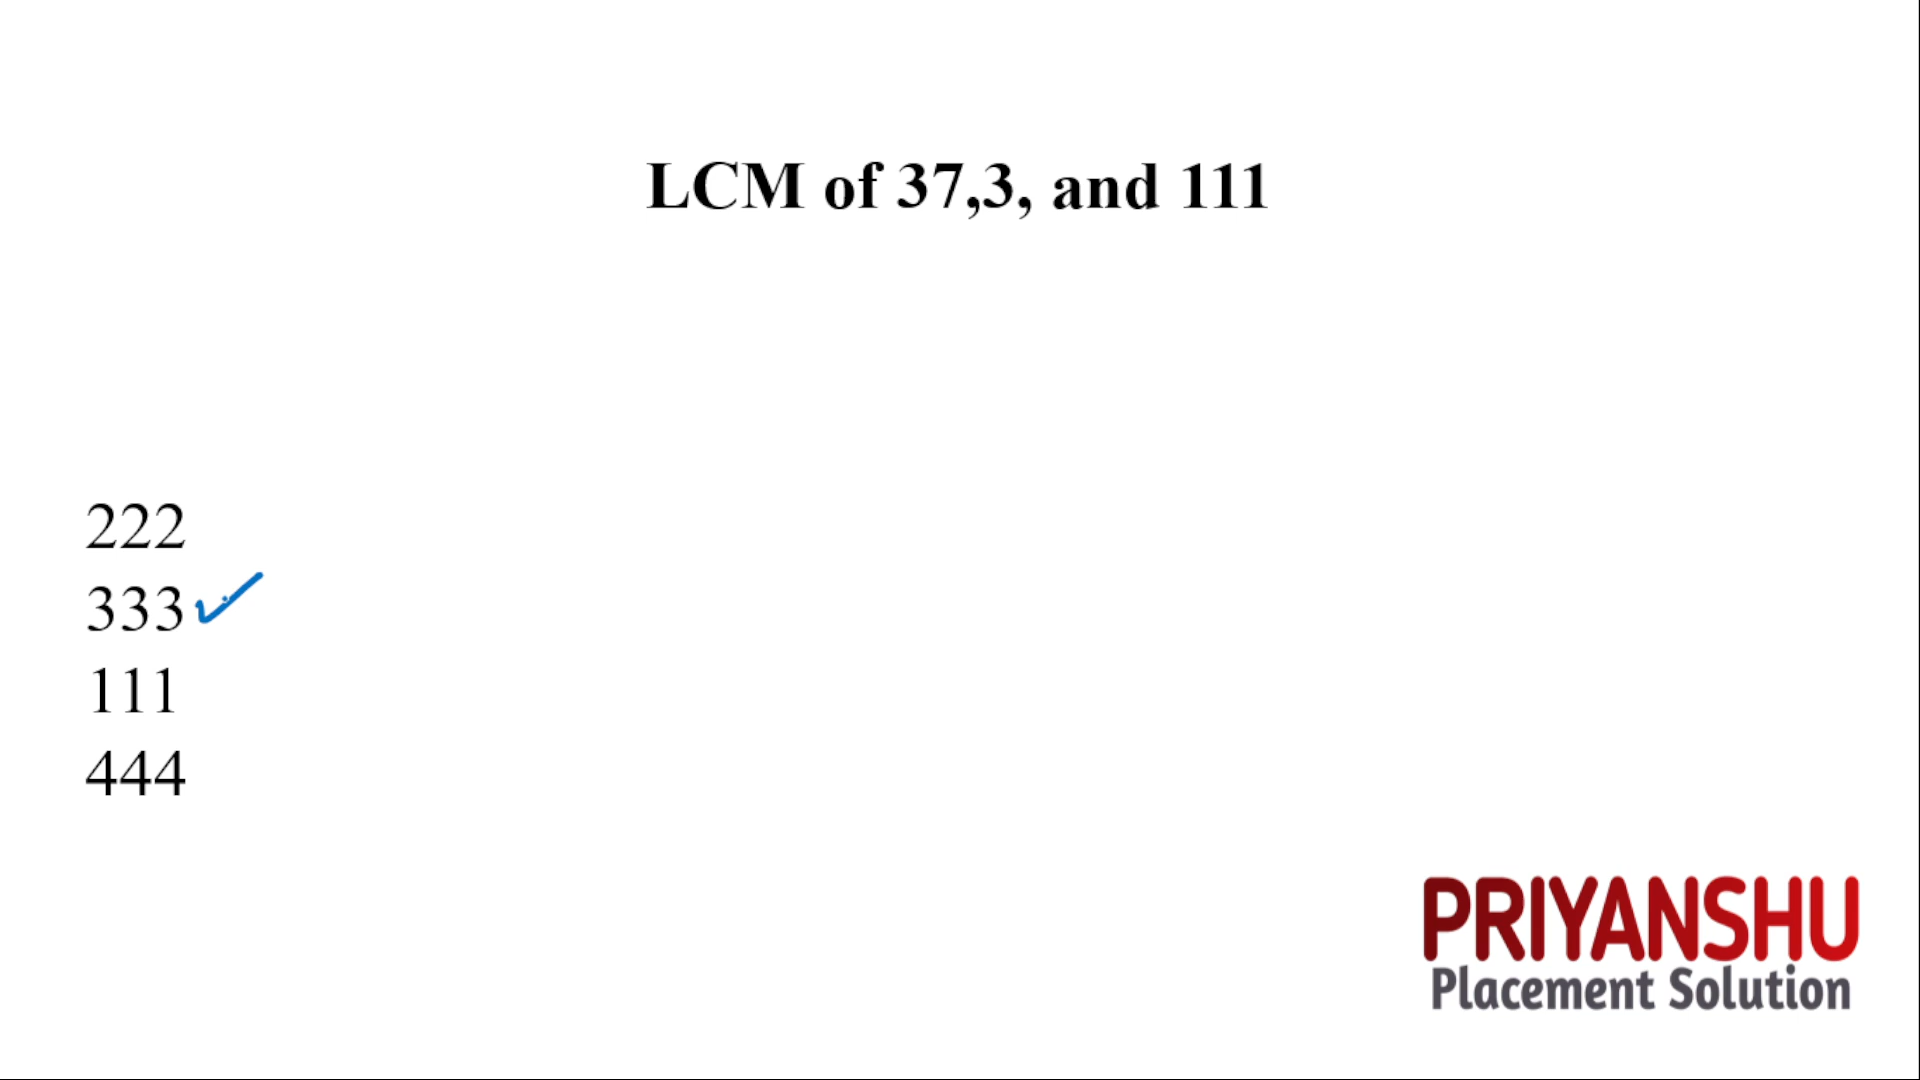 LCM of 37,3, and 111
222
333
111
444
PRIYANSHU
Placement Solution